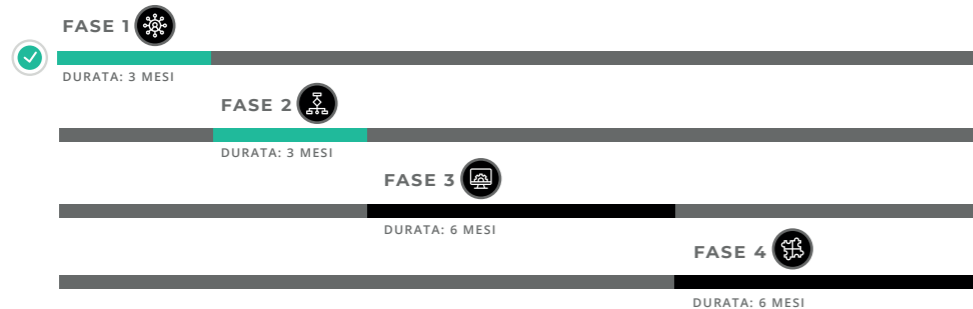 FASE 1
DURATA: 3 MESI
FASE 2
DURATA: 3 MESI
FASE 3
DURATA: 6 MESI
FASE 4
DURATA: 6 MESI